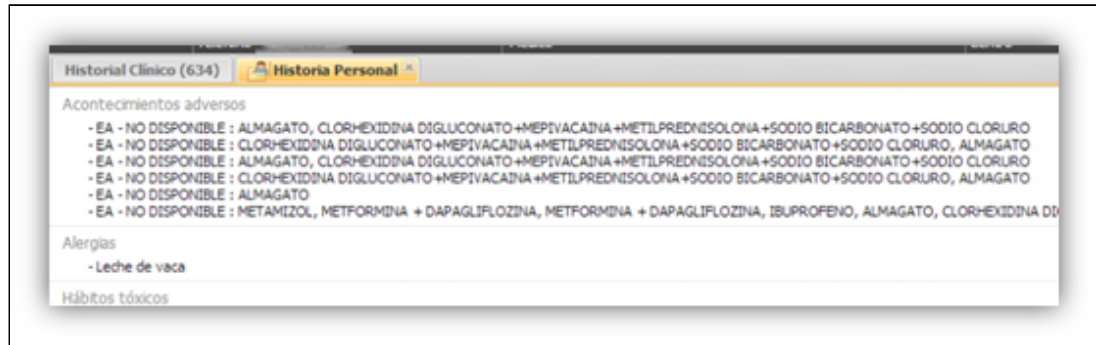 Historial Clínico (634) Historia Personal
Acontecimientos adversos
- EA - NO DISPONIBLE : ALMAGATO, CLORHEXIDINA DIGLUCONATO+MEPIVACAINA+METILPREDNISOLONA+SODIO BICARBONATO+SODIO CLORURO
- EA - NO DISPONIBLE : CLORHEXIDINA DIGLUCONATO+MEPIVACAINA+METILPREDNISOLONA+SODIO BICARBONATO+SODIO CLORURO, ALMAGATO
- EA - NO DISPONIBLE : ALMAGATO, CLORHEXIDINA DIGLUCONATO+MEPIVACAINA+METILPREDNISOLONA+SODIO BICARBONATO+SODIO CLORURO
- EA - NO DISPONIBLE : CLORHEXIDINA DIGLUCONATO+MEPIVACAINA+METILPREDNISOLONA+SODIO BICARBONATO+SODIO CLORURO, ALMAGATO
- EA - NO DISPONIBLE : ALMAGATO
- EA - NO DISPONIBLE : METAMIZOL, METFORMINA + DAPAGLIFLOZINA, METFORMINA + DAPAGLIFLOZINA, IBUPROFENO, ALMAGATO, CLORHEXIDINA
Alergias
- Leche de vaca
Hábitos tóxicos